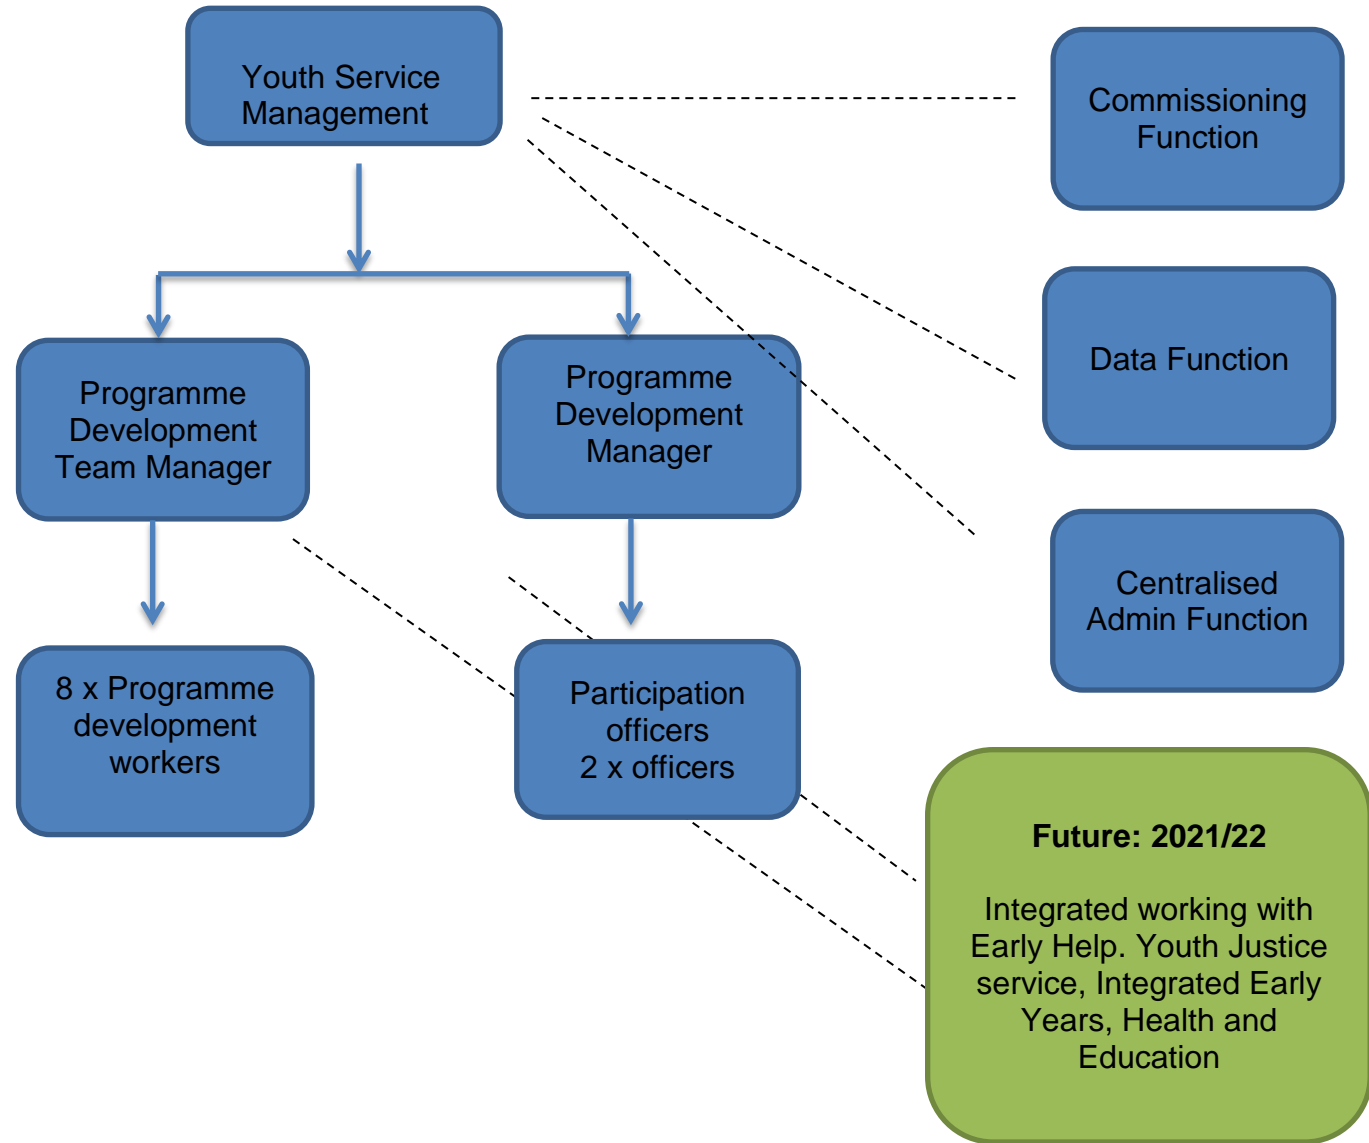 Youth Service
Management
Commissioning
Function
Data Function
Programme
Development
Team Manager
Programme
Development
Manager
Centralised
Admin Function
8 x Programme
development
workers
Participation
officers
2 x officers
Future: 2021/22
Integrated working with
Early Help. Youth Justice
service, Integrated Early
Years, Health and
Education